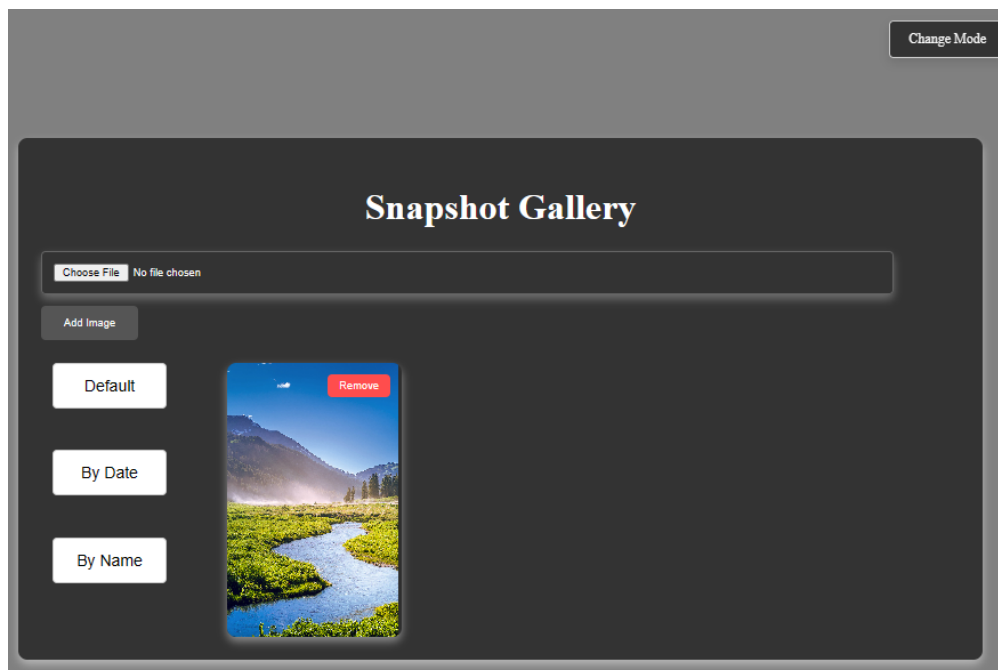 Change Mode
Snapshot Gallery
Choose File No file chosen
Add Image
Default
Remove
By Date
By Name